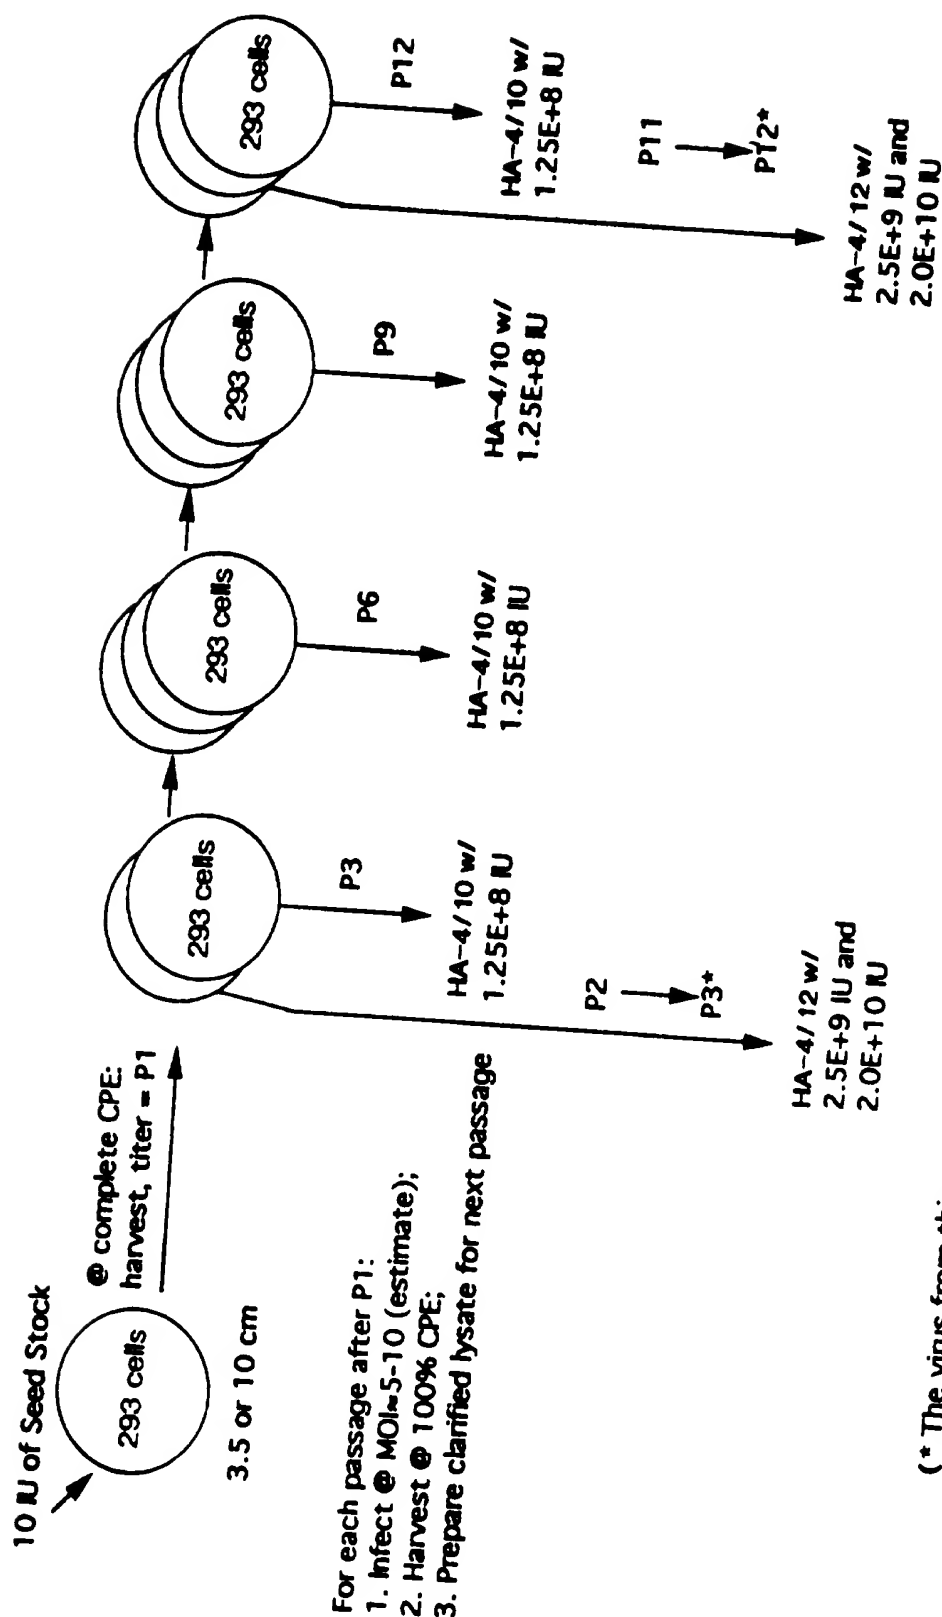 10 IU of Seed Stock
293 cells
3.5 or 10 cm
@ complete CPE:
harvest, titer = P1
For each passage after P1:
1. Infect @ MOI≈5-10 (estimate);
2. Harvest @ 100% CPE;
3. Prepare clarified lysate for next passage
293 cells
P3
HA-4/10 w/
1.25E+8 IU
P2
P3*
HA-4/12 w/
2.5E+9 IU and
2.0E+10 IU
293 cells
P6
HA-4/10 w/
1.25E+8 IU
293 cells
P9
HA-4/10 w/
1.25E+8 IU
293 cells
P12
HA-4/10 w/
1.25E+8 IU
P11
P12*
HA-4/12 w/
2.5E+9 IU and
2.0E+10 IU
(* The virus from